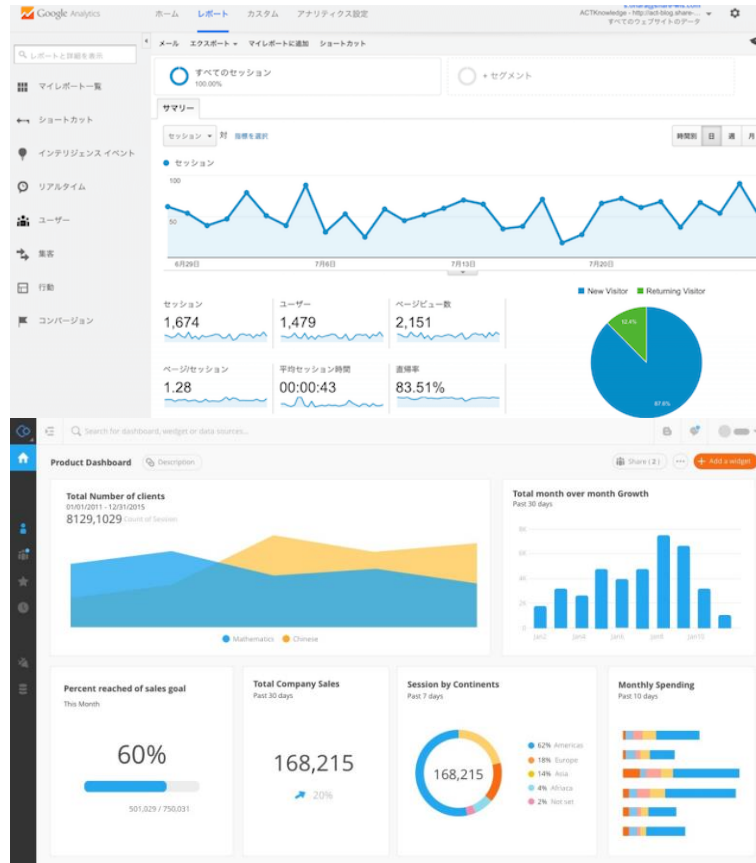 Google Analytics
ホーム レポート カスタム アナリティクス設定
ACTKnowledge - http://act-blog.share-...
すべてのウェブサイトのデータ
メール エクスポート マイレポートに追加 ショートカット
レポートと詳細を表示
マイレポート一覧
ショートカット
インテリジェンス イベント
リアルタイム
ユーザー
集客
行動
コンバージョン
すべてのセッション
100.00%
+ セグメント
サマリー
セッション 対 指標を選択
時間別 日 週 月
セッション
100
50
6月29日 7月6日 7月13日 7月20日
New Visitor Returning Visitor
セッション ユーザー ページビュー数
1,674 1,479 2,151
12.4%
87.6%
ページ/セッション 平均セッション時間 直帰率
1.28 00:00:43 83.51%
Search for dashboard, wedget or data sources...
Product Dashboard Description
Share ( 2 ) Add a widget
Total Number of clients
01/01/2011 - 12/31/2015
8129,1029 Count of Session
Mathematics Chinese
Total month over month Growth
Past 30 days
8K
6K
4K
2K
0
Jan2 Jan4 Jan6 Jan8 Jan10
Percent reached of sales goal
This Month
60%
501,029 / 750,031
Total Company Sales
Past 30 days
168,215
20%
Session by Continents
Past 7 days
168,215
62% Americas
18% Europe
14% Asia
4% Afriaca
2% Not set
Monthly Spending
Past 10 days